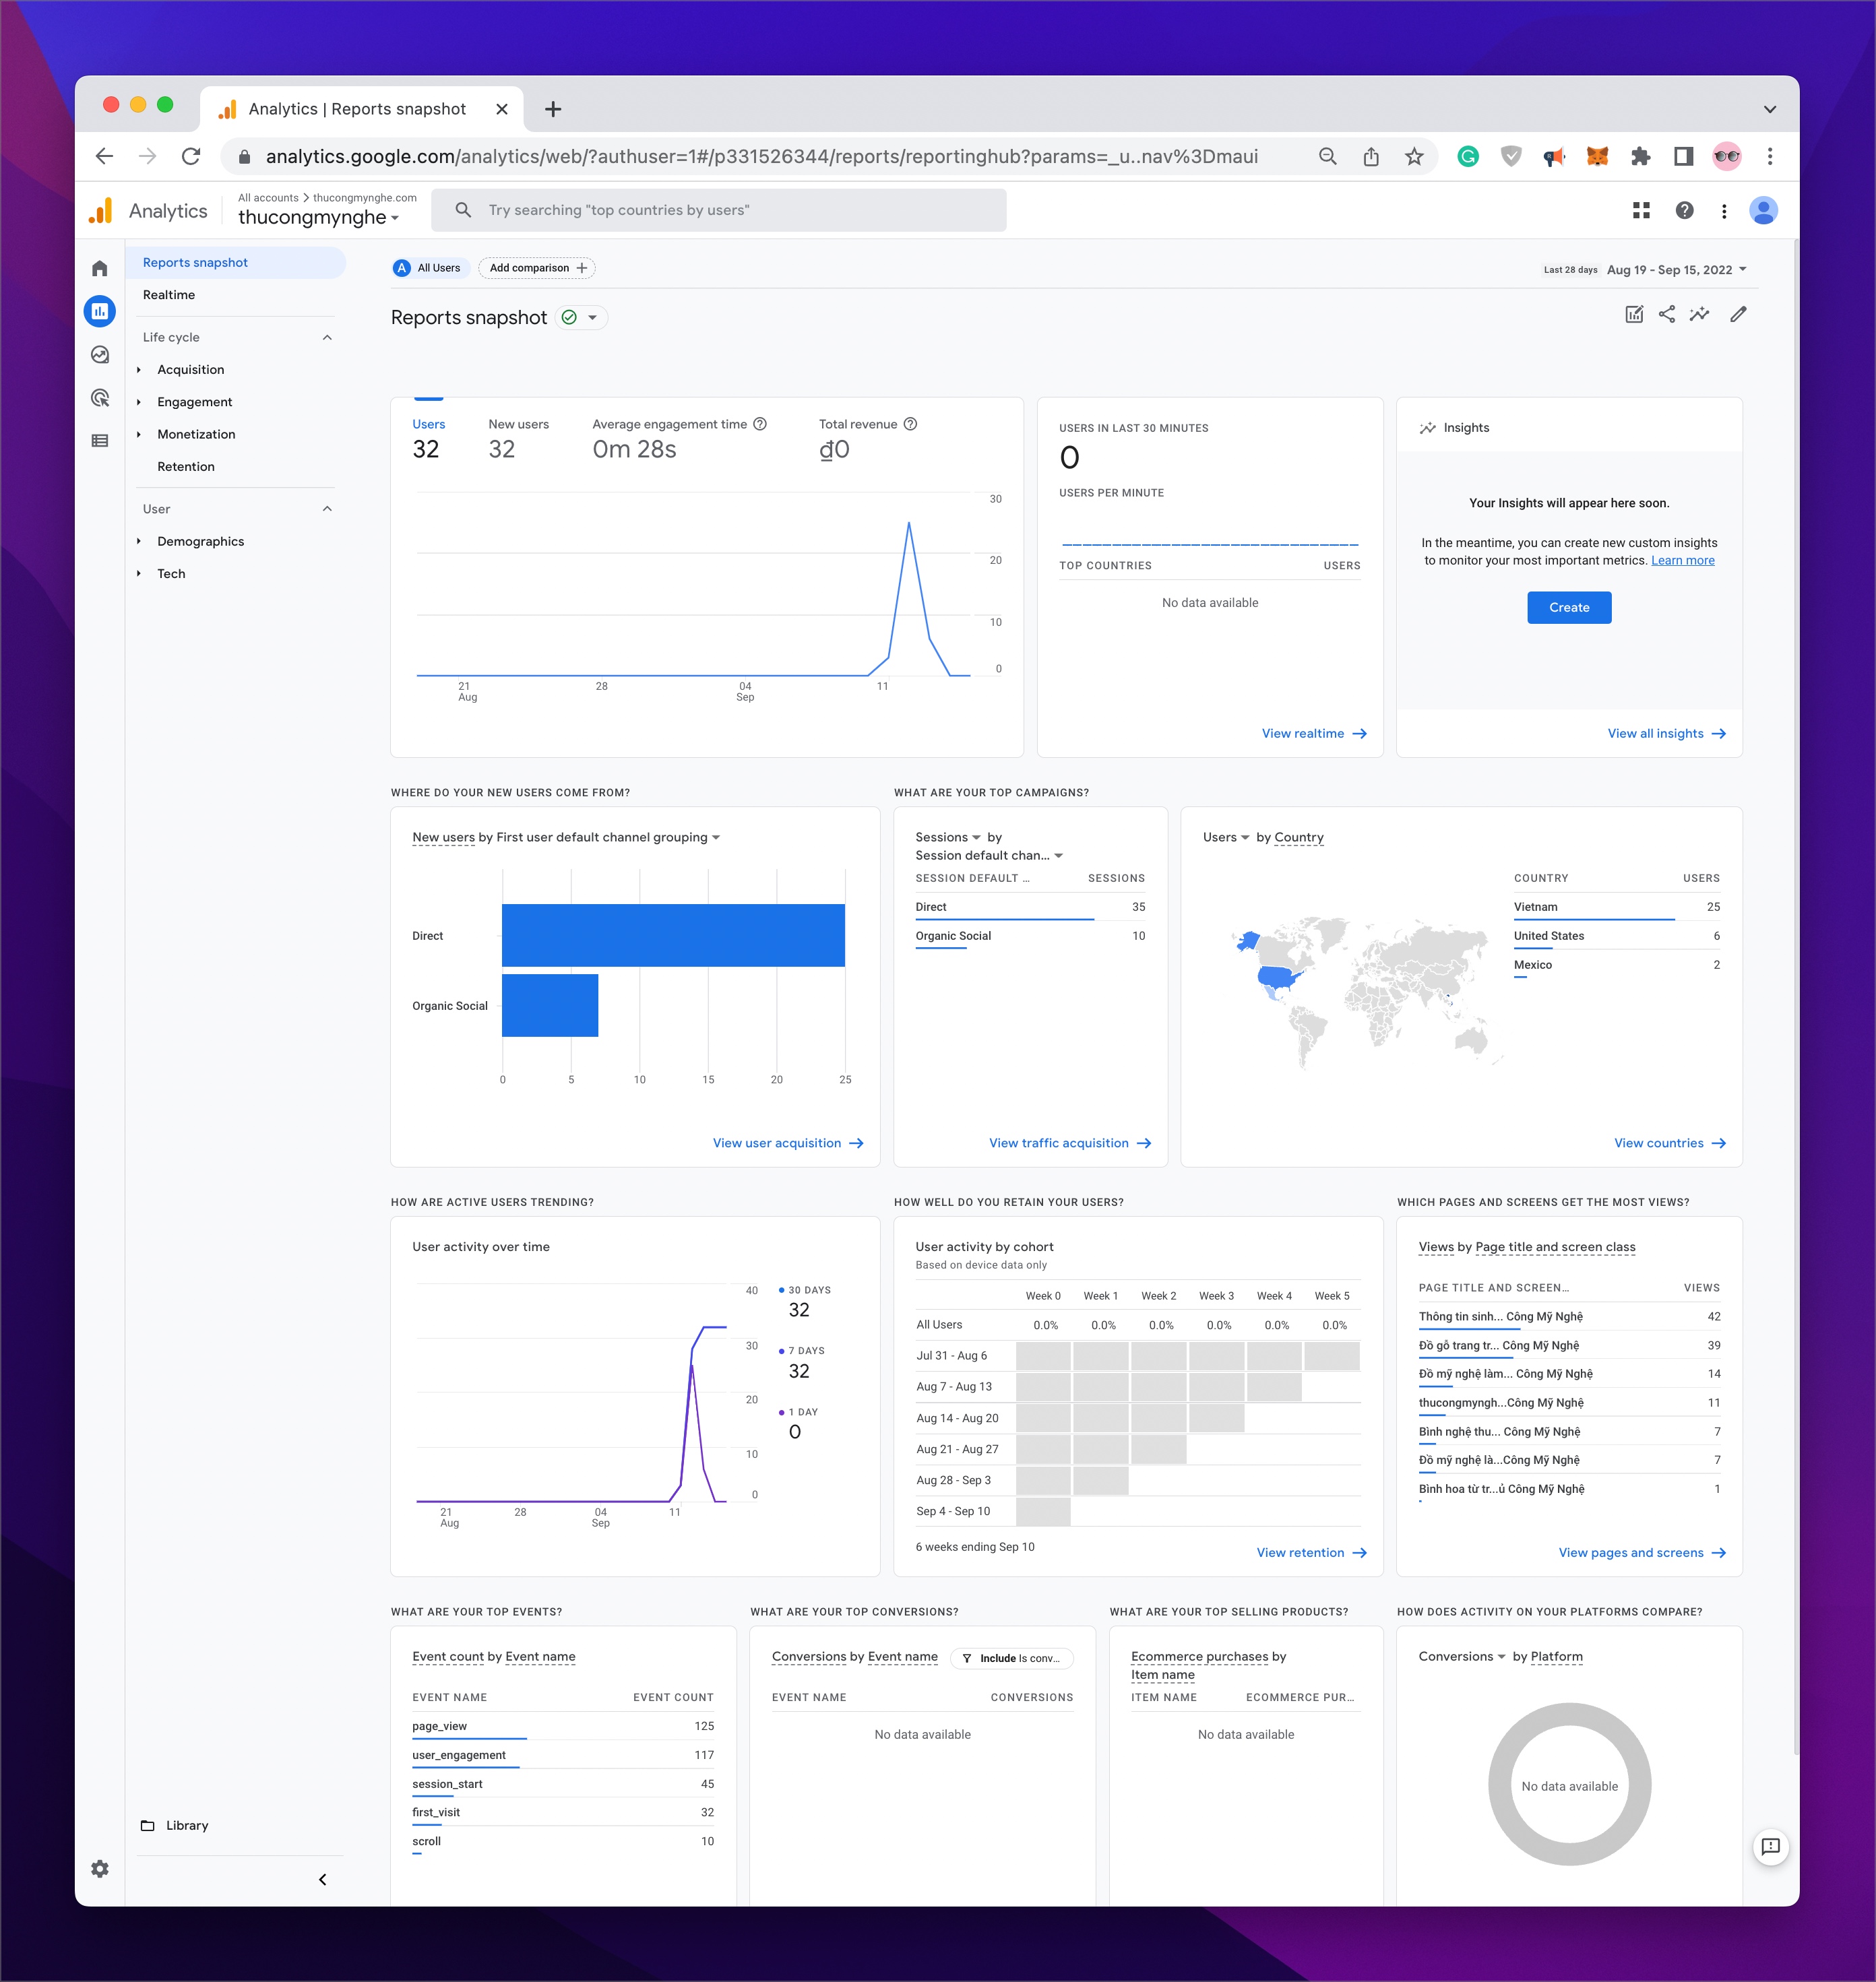 Analytics | Reports snapshot
analytics.google.com/analytics/web/?authuser=1#/p331526344/reports/reportinghub?params=_u..nav%3Dmaui
Analytics
All accounts > thucongmynghe.com
thucongmynghe
Try searching "top countries by users"
Reports snapshot
Realtime
Life cycle
Acquisition
Engagement
Monetization
Retention
User
Demographics
Tech
Library
A All Users
Add comparison +
Last 28 days Aug 19 - Sep 15, 2022
Reports snapshot
Users
32
New users
32
Average engagement time
0m 28s
Total revenue
₫0
30
20
10
0
21 Aug
28
04 Sep
11
USERS IN LAST 30 MINUTES
0
USERS PER MINUTE
TOP COUNTRIES USERS
No data available
View realtime
Insights
Your Insights will appear here soon.
In the meantime, you can create new custom insights
to monitor your most important metrics. Learn more
Create
View all insights
WHERE DO YOUR NEW USERS COME FROM?
New users by First user default channel grouping
Direct
Organic Social
0 5 10 15 20 25
View user acquisition
WHAT ARE YOUR TOP CAMPAIGNS?
Sessions by
Session default chan...
SESSION DEFAULT ... SESSIONS
Direct 35
Organic Social 10
View traffic acquisition
Users by Country
COUNTRY USERS
Vietnam 25
United States 6
Mexico 2
View countries
HOW ARE ACTIVE USERS TRENDING?
User activity over time
40
30
20
10
0
21 Aug
28
04 Sep
11
30 DAYS
32
7 DAYS
32
1 DAY
0
HOW WELL DO YOU RETAIN YOUR USERS?
User activity by cohort
Based on device data only
Week 0 Week 1 Week 2 Week 3 Week 4 Week 5
All Users 0.0% 0.0% 0.0% 0.0% 0.0% 0.0%
Jul 31 - Aug 6
Aug 7 - Aug 13
Aug 14 - Aug 20
Aug 21 - Aug 27
Aug 28 - Sep 3
Sep 4 - Sep 10
6 weeks ending Sep 10
View retention
WHICH PAGES AND SCREENS GET THE MOST VIEWS?
Views by Page title and screen class
PAGE TITLE AND SCREEN... VIEWS
Thông tin sinh... Công Mỹ Nghệ 42
Đồ gỗ trang tr... Công Mỹ Nghệ 39
Đồ mỹ nghệ làm... Công Mỹ Nghệ 14
thucongmyngh...Công Mỹ Nghệ 11
Bình nghệ thu... Công Mỹ Nghệ 7
Đồ mỹ nghệ là...Công Mỹ Nghệ 7
Bình hoa từ tr...ủ Công Mỹ Nghệ 1
View pages and screens
WHAT ARE YOUR TOP EVENTS?
Event count by Event name
EVENT NAME EVENT COUNT
page_view 125
user_engagement 117
session_start 45
first_visit 32
scroll 10
WHAT ARE YOUR TOP CONVERSIONS?
Conversions by Event name
Include Is conv...
EVENT NAME CONVERSIONS
No data available
WHAT ARE YOUR TOP SELLING PRODUCTS?
Ecommerce purchases by
Item name
ITEM NAME ECOMMERCE PUR...
No data available
HOW DOES ACTIVITY ON YOUR PLATFORMS COMPARE?
Conversions by Platform
No data available